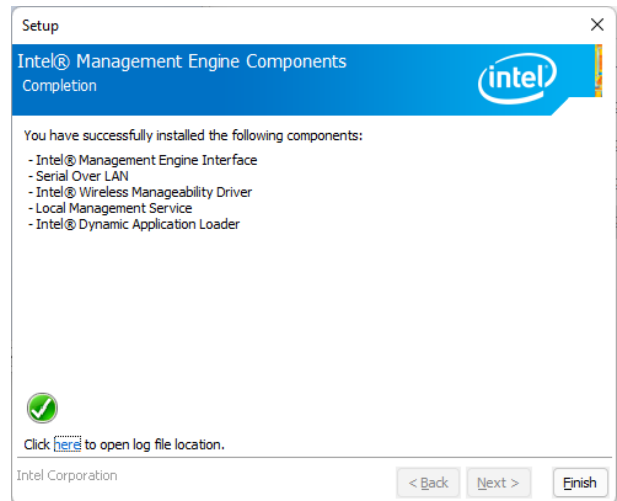 Setup
Intel® Management Engine Components
Completion
intel
You have successfully installed the following components:
- Intel® Management Engine Interface
- Serial Over LAN
- Intel® Wireless Manageability Driver
- Local Management Service
- Intel® Dynamic Application Loader
Click here to open log file location.
Intel Corporation
< Back Next > Finish